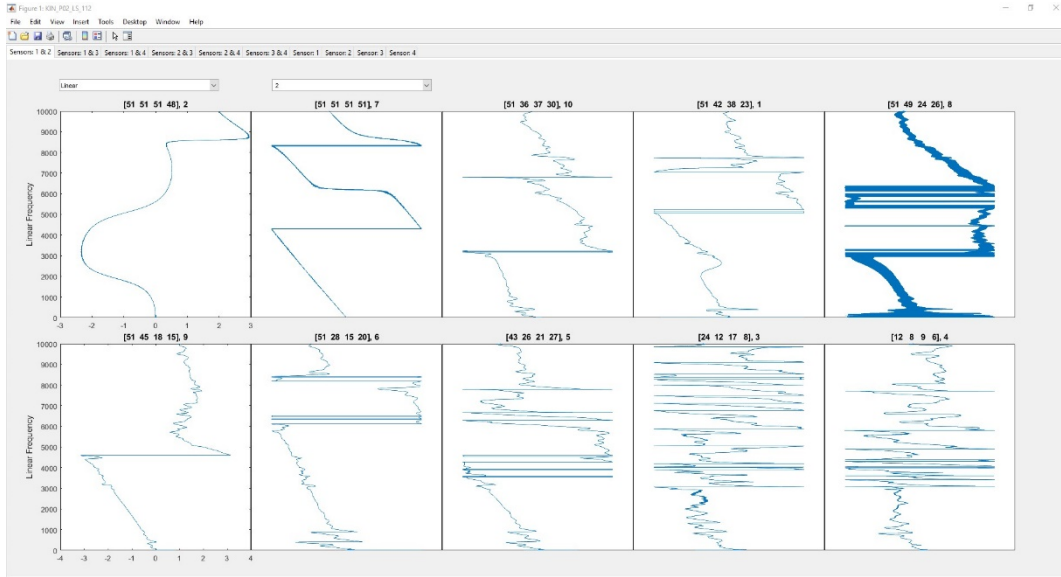 Figure 1: KIN_P02_LS_112
File Edit View Insert Tools Desktop Window Help
Sensors: 1 & 2 Sensors: 1 & 3 Sensors: 1 & 4 Sensors: 2 & 3 Sensors: 2 & 4 Sensors: 3 & 4 Sensor: 1 Sensor: 2 Sensor: 3 Sensor: 4
Linear 2
[51 51 51 48], 2 [51 51 51 51], 7 [51 36 37 30], 10 [51 42 38 23], 1 [51 49 24 26], 8
10000
9000
8000
7000
6000
5000
4000
3000
2000
1000
0
Linear Frequency
-3 -2 -1 0 1 2 3
[51 45 18 15], 9 [51 28 15 20], 6 [43 26 21 27], 5 [24 12 17 8], 3 [12 8 9 6], 4
10000
9000
8000
7000
6000
5000
4000
3000
2000
1000
0
Linear Frequency
-4 -3 -2 -1 0 1 2 3 4